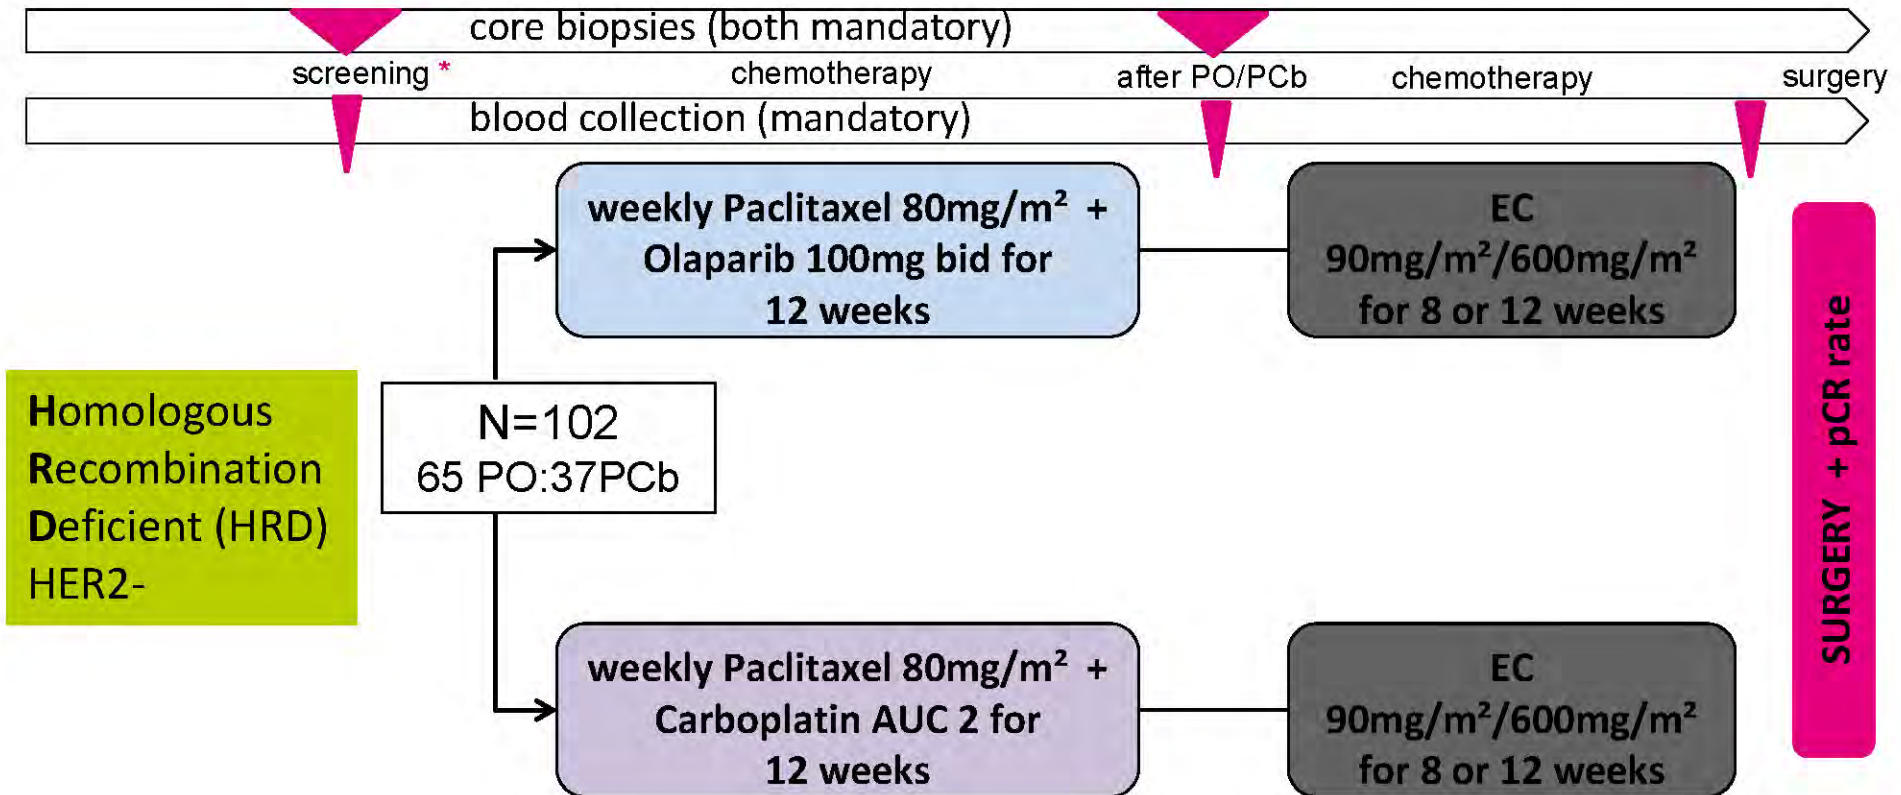 core biopsies (both mandatory)
screening * chemotherapy after PO/PCb chemotherapy surgery
blood collection (mandatory)
weekly Paclitaxel 80mg/m² +
Olaparib 100mg bid for
12 weeks
EC
90mg/m²/600mg/m²
for 8 or 12 weeks
Homologous
Recombination
Deficient (HRD)
HER2-
N=102
65 PO:37PCb
weekly Paclitaxel 80mg/m² +
Carboplatin AUC 2 for
12 weeks
EC
90mg/m²/600mg/m²
for 8 or 12 weeks
SURGERY + pCR rate